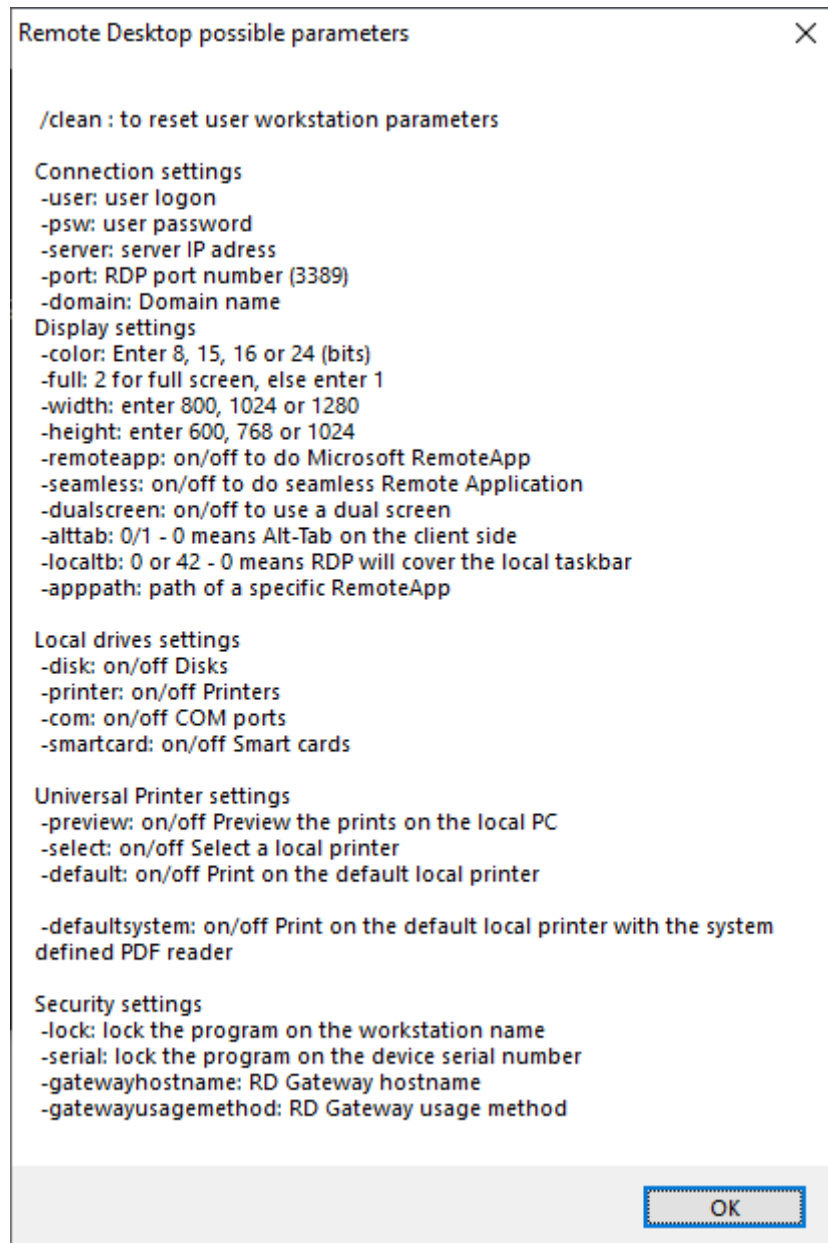 Remote Desktop possible parameters
/clean : to reset user workstation parameters
Connection settings
-user: user logon
-psw: user password
-server: server IP adress
-port: RDP port number (3389)
-domain: Domain name
Display settings
-color: Enter 8, 15, 16 or 24 (bits)
-full: 2 for full screen, else enter 1
-width: enter 800, 1024 or 1280
-height: enter 600, 768 or 1024
-remoteapp: on/off to do Microsoft RemoteApp
-seamless: on/off to do seamless Remote Application
-dualscreen: on/off to use a dual screen
-alttab: 0/1 - 0 means Alt-Tab on the client side
-localtb: 0 or 42 - 0 means RDP will cover the local taskbar
-apppath: path of a specific RemoteApp
Local drives settings
-disk: on/off Disks
-printer: on/off Printers
-com: on/off COM ports
-smartcard: on/off Smart cards
Universal Printer settings
-preview: on/off Preview the prints on the local PC
-select: on/off Select a local printer
-default: on/off Print on the default local printer
-defaultsystem: on/off Print on the default local printer with the system
defined PDF reader
Security settings
-lock: lock the program on the workstation name
-serial: lock the program on the device serial number
-gatewayhostname: RD Gateway hostname
-gatewayusagemethod: RD Gateway usage method
OK